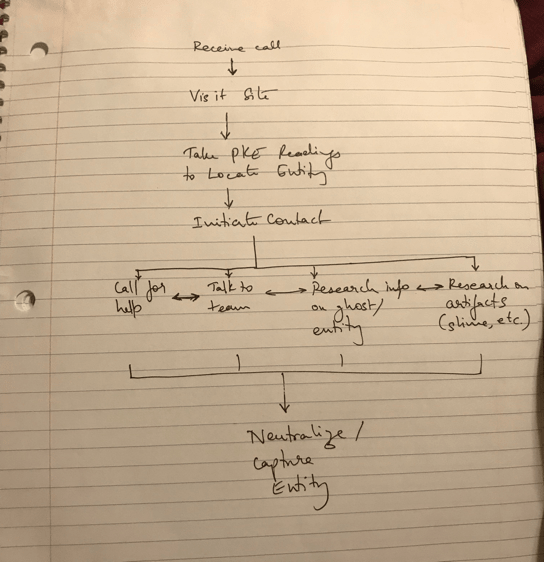 Receive call
Visit Site
Take PKE Readings
to Locate Entity
Initiate Contact
Call for
help
Talk to
team
Research info
on ghost/
entity
Research on
artifacts
(slime, etc.)
Neutralize/
Capture
Entity